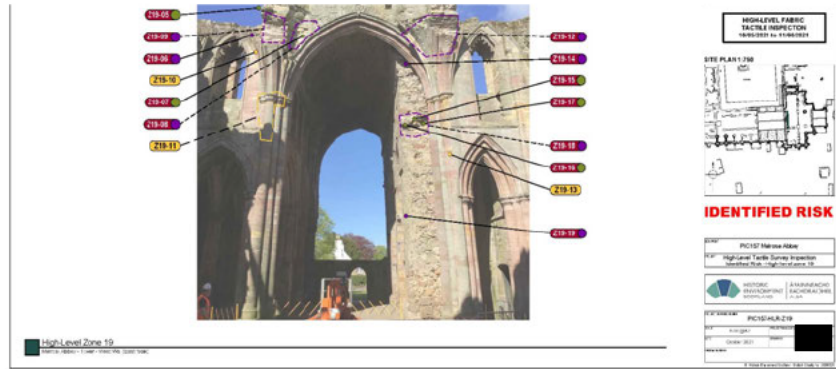 Z19-05
Z19-09
Z19-06
Z19-10
Z19-07
Z19-08
Z19-11
Z19-12
Z19-14
Z19-15
Z19-17
Z19-18
Z19-16
Z19-13
Z19-19
HIGH-LEVEL FABRIC
TACTILE INSPECTION
SITE PLAN 1:750
IDENTIFIED RISK
PIC157 Melrose Abbey
High-Level Tactile Survey Inspection
HISTORIC
ENVIRONMENT
SCOTLAND
ÀRAINNEACHD
EACHDRAIDHEIL
ALBA
PIC157-HLR-Z19
October 2021
High-Level Zone 19